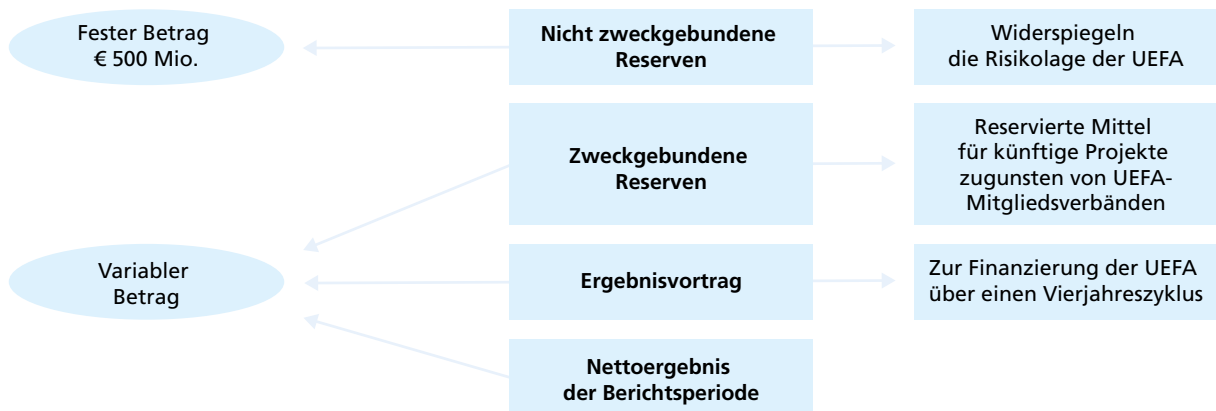 Fester Betrag
€ 500 Mio.
Nicht zweckgebundene
Reserven
Widerspiegeln
die Risikolage der UEFA
Zweckgebundene
Reserven
Reservierte Mittel
für künftige Projekte
zugunsten von UEFA-
Mitgliedsverbänden
Variabler
Betrag
Ergebnisvortrag
Zur Finanzierung der UEFA
über einen Vierjahreszyklus
Nettoergebnis
der Berichtsperiode